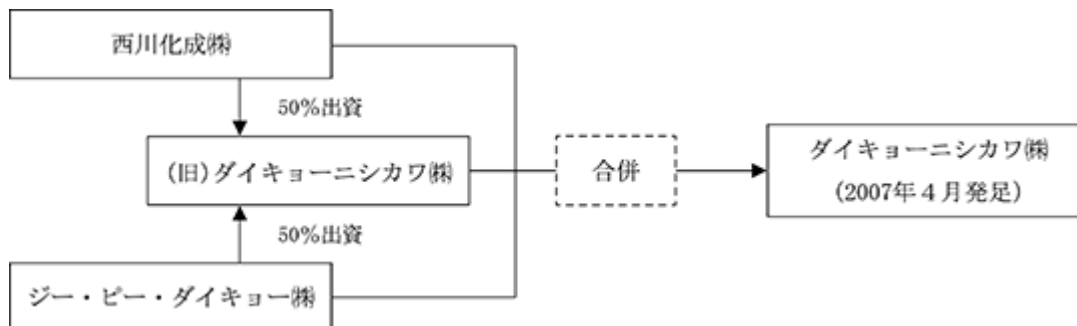 西川化成㈱
50％出資
(旧)ダイキョーニシカワ㈱
合併
ダイキョーニシカワ㈱
(2007年４月発足)
50％出資
ジー・ピー・ダイキョー㈱